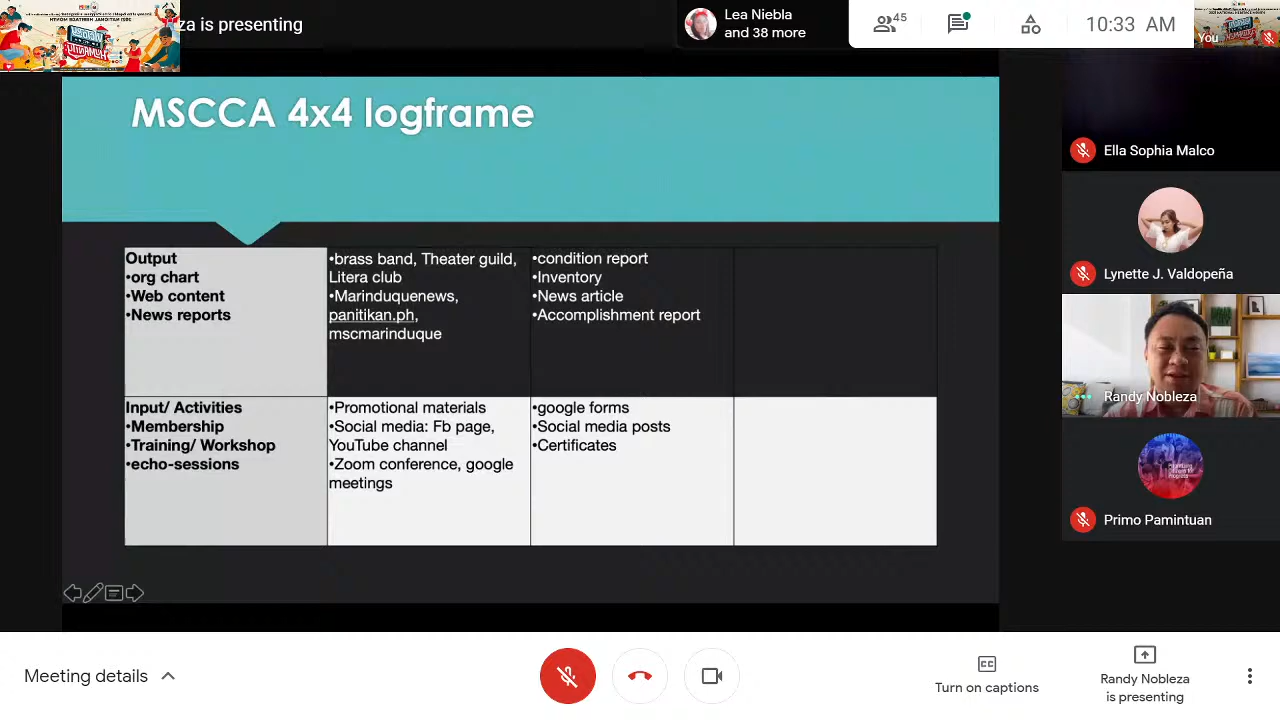 za is presenting
Lea Niebla
and 38 more
45
10:33 AM
You
MSCCA 4x4 logframe
Output
•org chart
•Web content
•News reports
•brass band, Theater guild,
Litera club
•Marinduquenews,
panitikan.ph,
mscmarinduque
•condition report
•Inventory
•News article
•Accomplishment report
Input/ Activities
•Membership
•Training/ Workshop
•echo-sessions
•Promotional materials
•Social media: Fb page,
YouTube channel
•Zoom conference, google
meetings
•google forms
•Social media posts
•Certificates
Ella Sophia Malco
Lynette J. Valdopeña
Randy Nobleza
Primo Pamintuan
Meeting details
Turn on captions
Randy Nobleza
is presenting